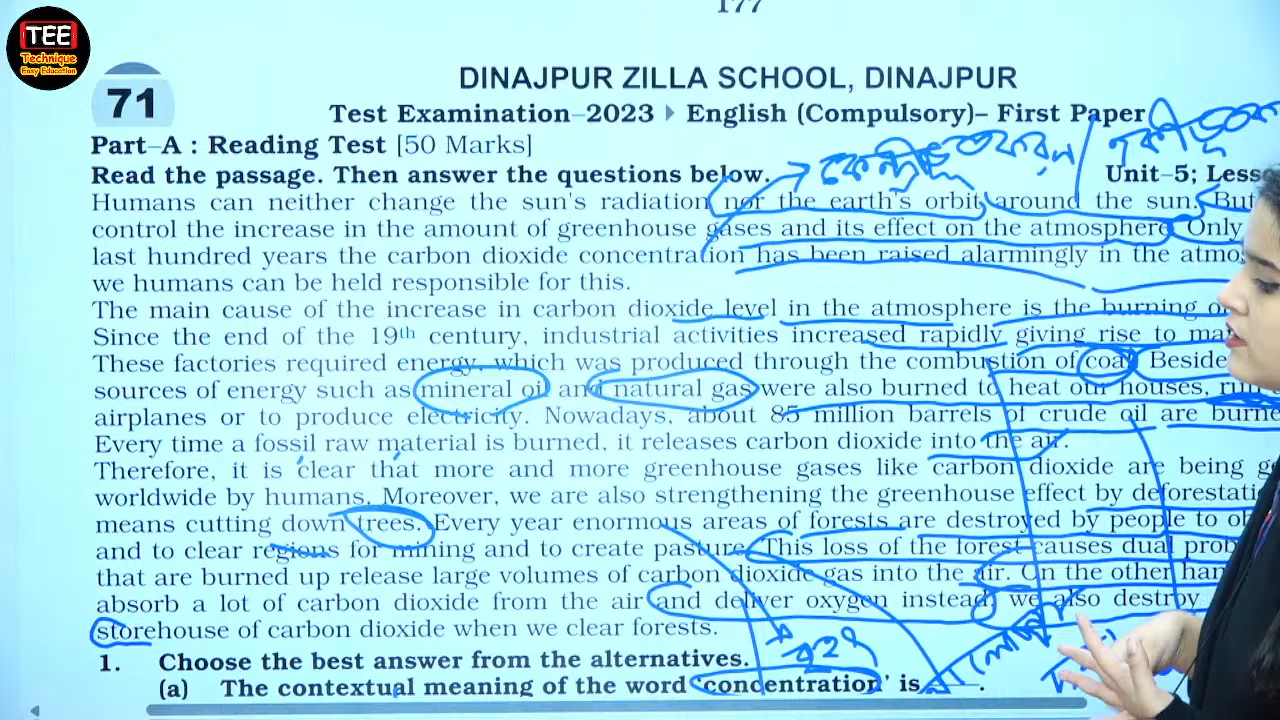 177
TEE
Technique
Easy Education
DINAJPUR ZILLA SCHOOL, DINAJPUR
71
Test Examination–2023 ▸ English (Compulsory)– First Paper
Part–A : Reading Test [50 Marks]
Read the passage. Then answer the questions below.
Unit–5;
Humans can neither change the sun's radiation nor the earth's orbit around the sun. But
control the increase in the amount of greenhouse gases and its effect on the atmosphere. Only
last hundred years the carbon dioxide concentration has been raised alarmingly in the
we humans can be held responsible for this.
The main cause of the increase in carbon dioxide level in the atmosphere is the burning
Since the end of the 19th century, industrial activities increased rapidly giving rise to
These factories required energy, which was produced through the combustion of coal.
sources of energy such as mineral oil and natural gas were also burned to heat our houses,
airplanes or to produce electricity. Nowadays, about 85 million barrels of crude oil are
Every time a fossil raw material is burned, it releases carbon dioxide into the air.
Therefore, it is clear that more and more greenhouse gases like carbon dioxide are being
worldwide by humans. Moreover, we are also strengthening the greenhouse effect by
means cutting down trees. Every year enormous areas of forests are destroyed by people to
and to clear regions for mining and to create pasture. This loss of the forest causes dual
that are burned up release large volumes of carbon dioxide gas into the air. On the other
absorb a lot of carbon dioxide from the air and deliver oxygen instead, we also destroy
storehouse of carbon dioxide when we clear forests.
1. Choose the best answer from the alternatives.
(a) The contextual meaning of the word 'concentration' is ___.